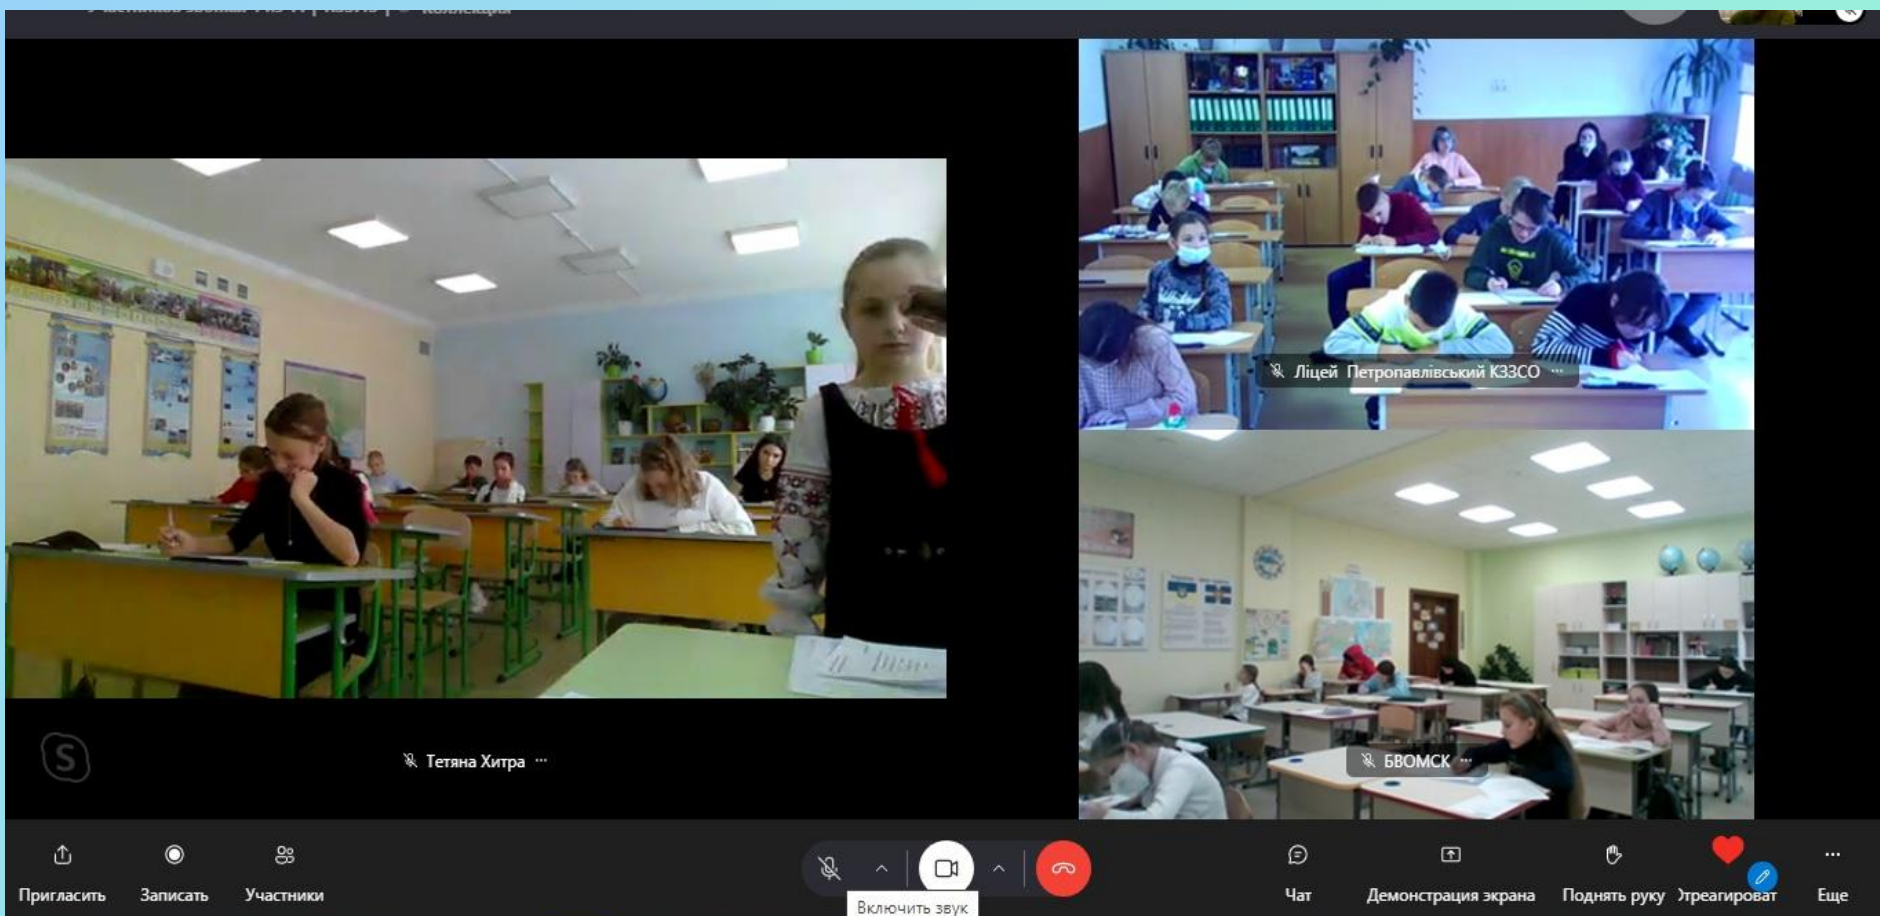 Ліцей Петропавлівський КЗЗСО ...
Тетяна Хитра ...
БВОМСК ...
Пригласить
Записать
Участники
Включить звук
Чат
Демонстрация экрана
Поднять руку
Отреагироват
Еще